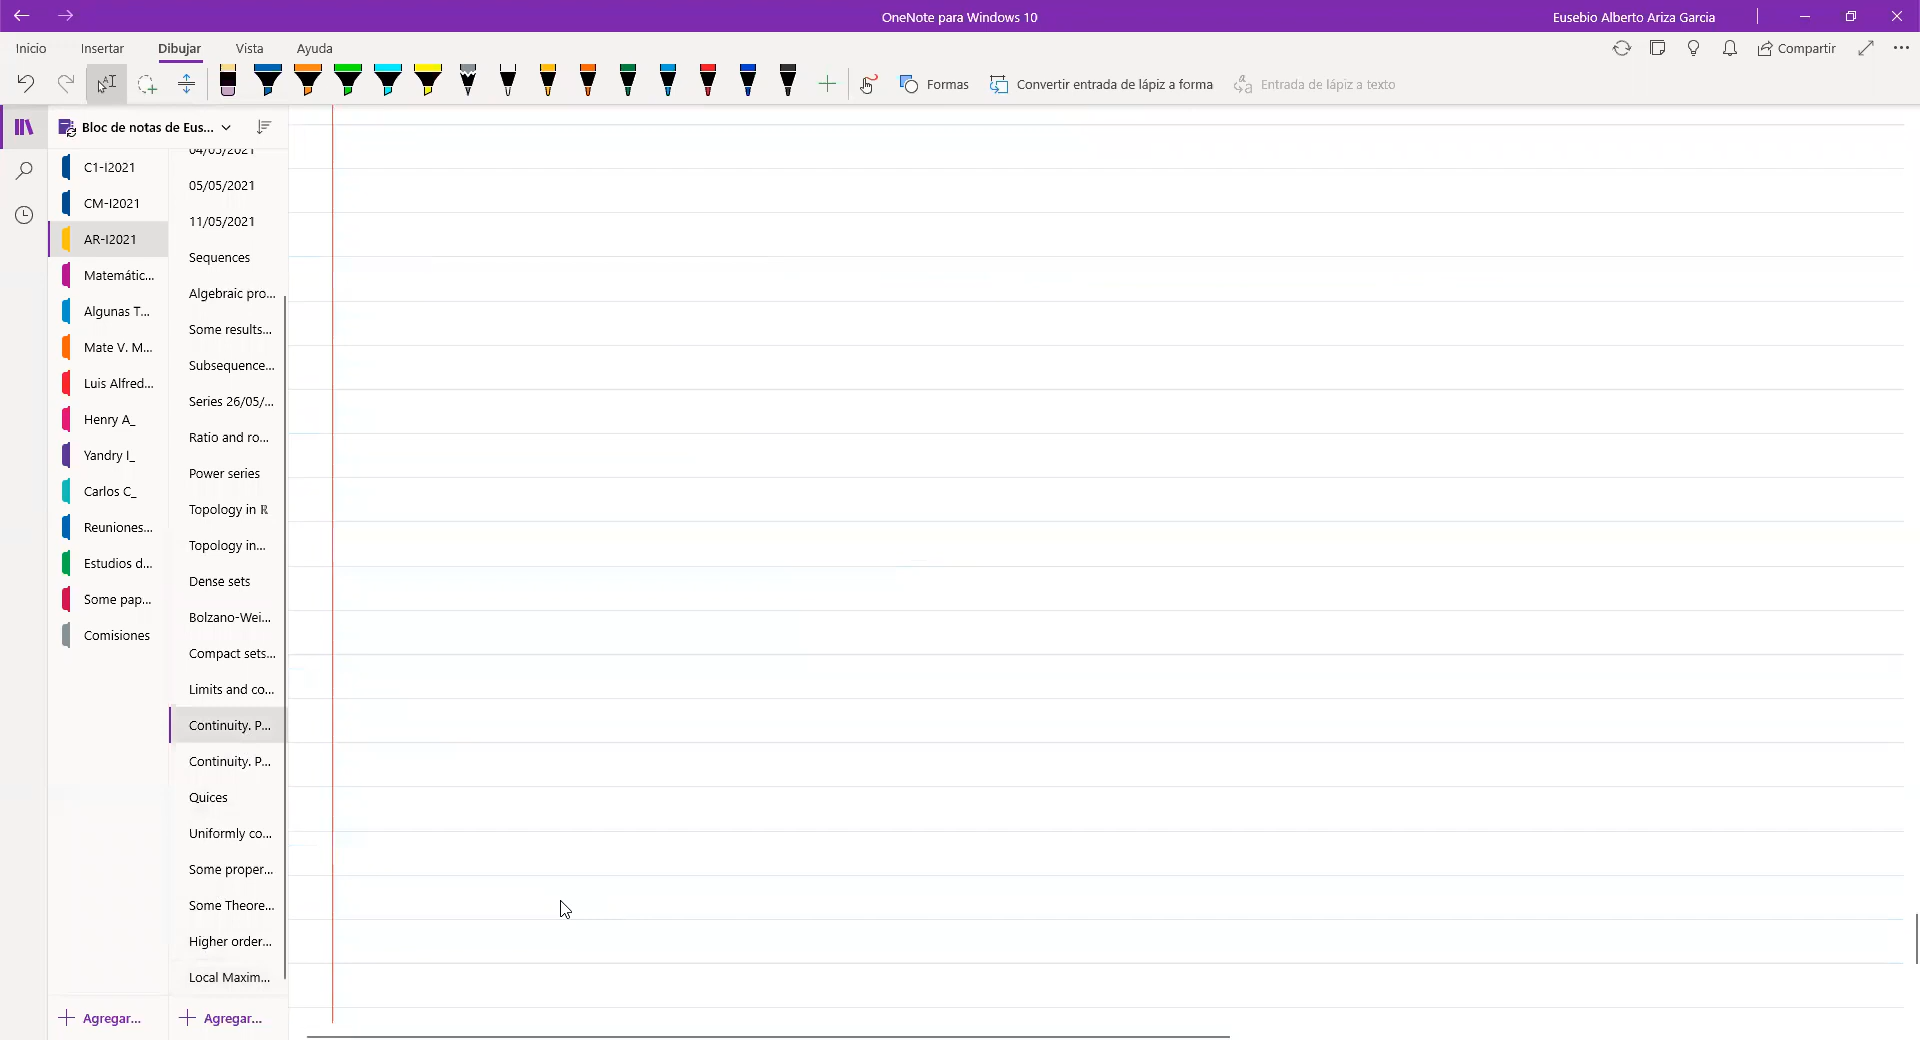 OneNote para Windows 10
Eusebio Alberto Ariza Garcia
Inicio
Insertar
Dibujar
Vista
Ayuda
Compartir
Formas
Convertir entrada de lápiz a forma
Entrada de lápiz a texto
Bloc de notas de Eus...
C1-I2021
CM-I2021
AR-I2021
Matemátic...
Algunas T...
Mate V. M...
Luis Alfred...
Henry A_
Yandry I_
Carlos C_
Reuniones...
Estudios d...
Some pap...
Comisiones
Agregar...
04/05/2021
05/05/2021
11/05/2021
Sequences
Algebraic pro...
Some results...
Subsequence...
Series 26/05/...
Ratio and ro...
Power series
Topology in ℝ
Topology in...
Dense sets
Bolzano-Wei...
Compact sets...
Limits and co...
Continuity. P...
Continuity. P...
Quices
Uniformly co...
Some proper...
Some Theore...
Higher order...
Local Maxim...
Agregar...